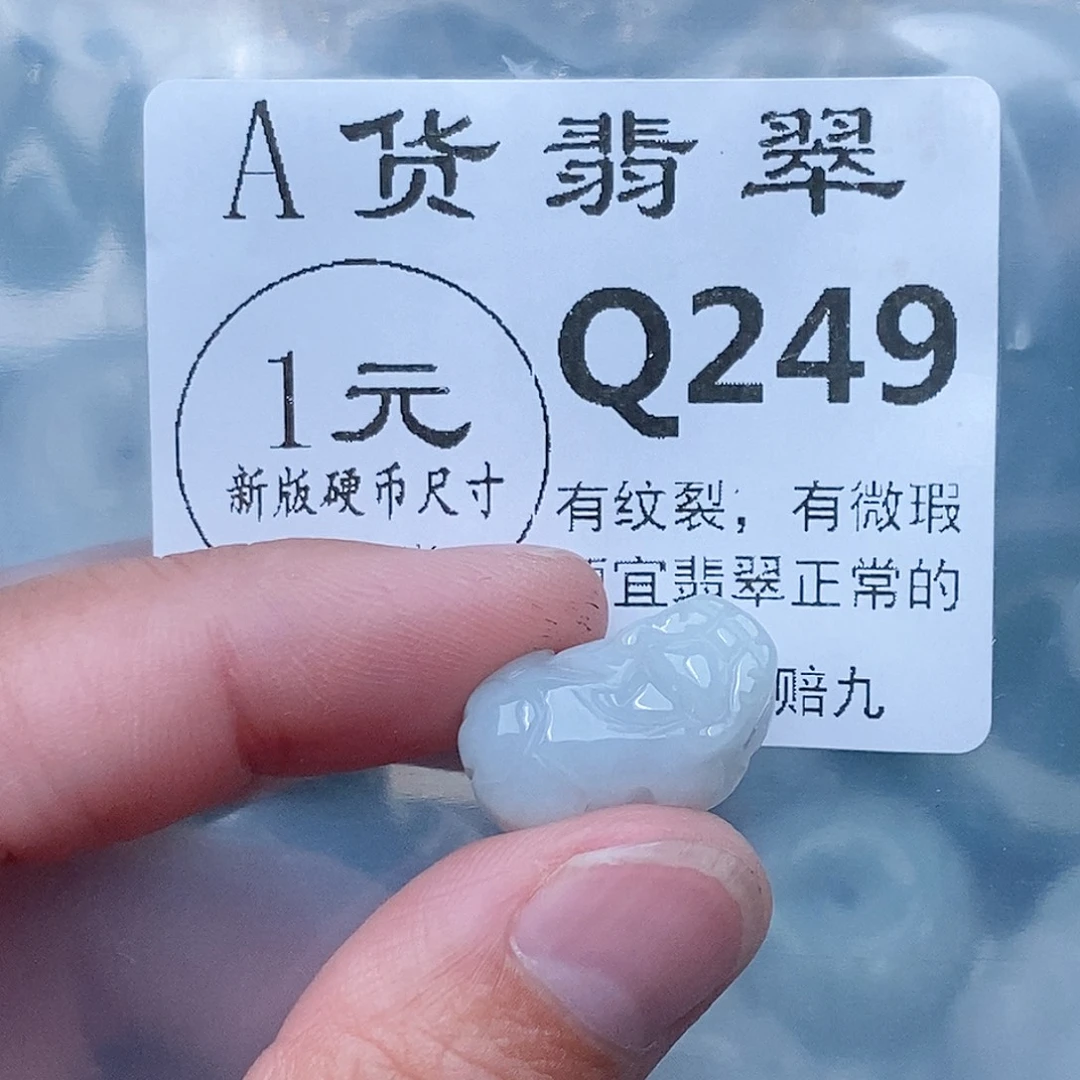 A货翡翠
1元
新版硬币尺寸
Q249
有纹裂；有微瑕
宜翡翠正常的
赔九